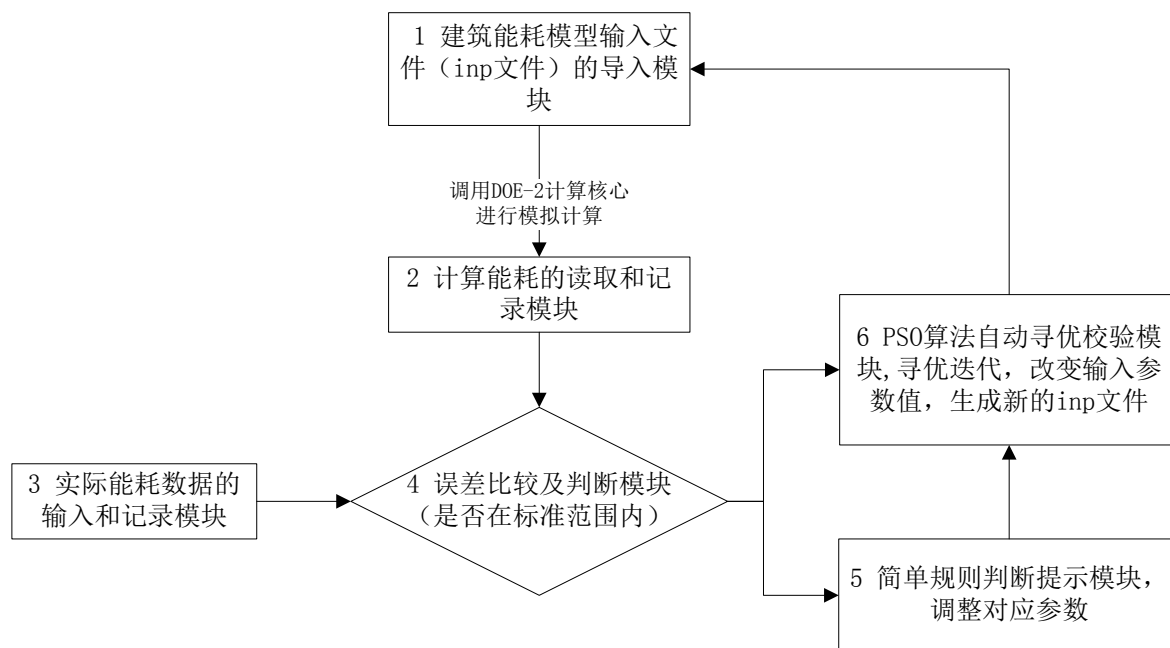 1 建筑能耗模型输入文
件（inp文件）的导入模
块
调用DOE-2计算核心
进行模拟计算
2 计算能耗的读取和记
录模块
3 实际能耗数据的
输入和记录模块
4 误差比较及判断模块
（是否在标准范围内）
6 PSO算法自动寻优校验模
块,寻优迭代，改变输入参
数值，生成新的inp文件
5 简单规则判断提示模块，
调整对应参数